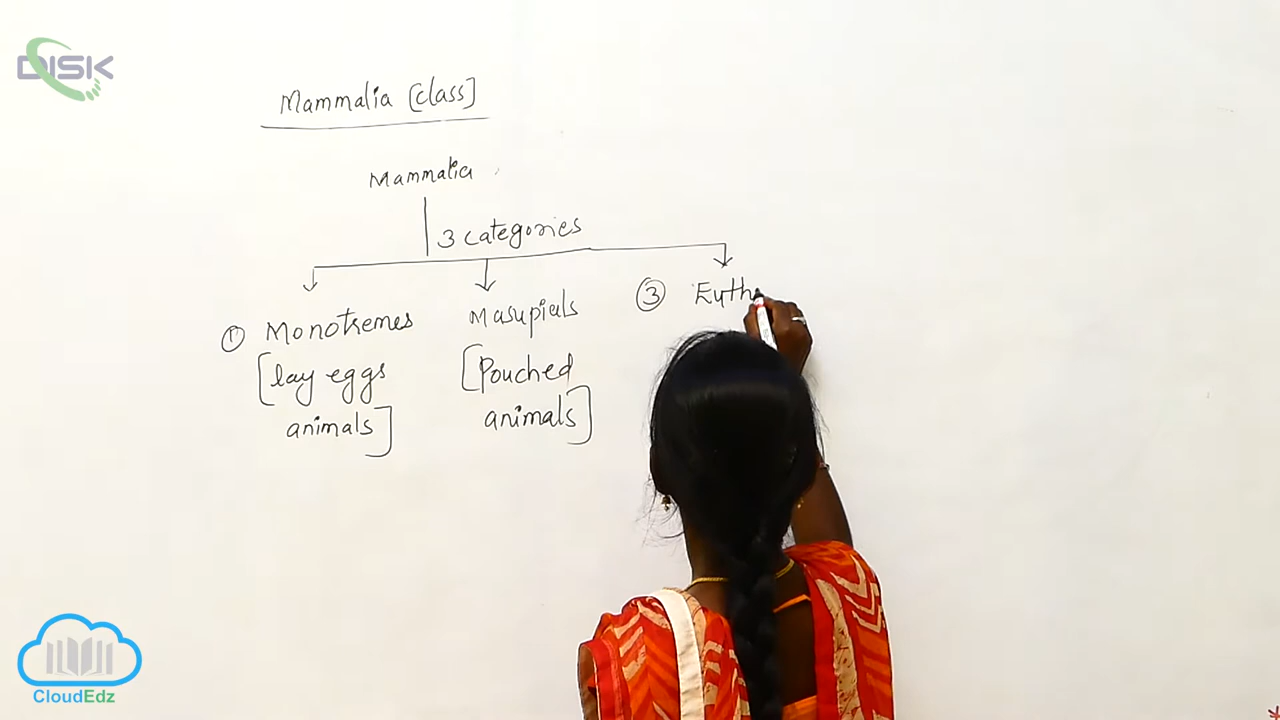 DISK
Mammalia [class]
Mammalia
3 categories
① Monotremes
[lay eggs
animals]
Masupials
[Pouched
animals]
③ Euth
CloudEdz